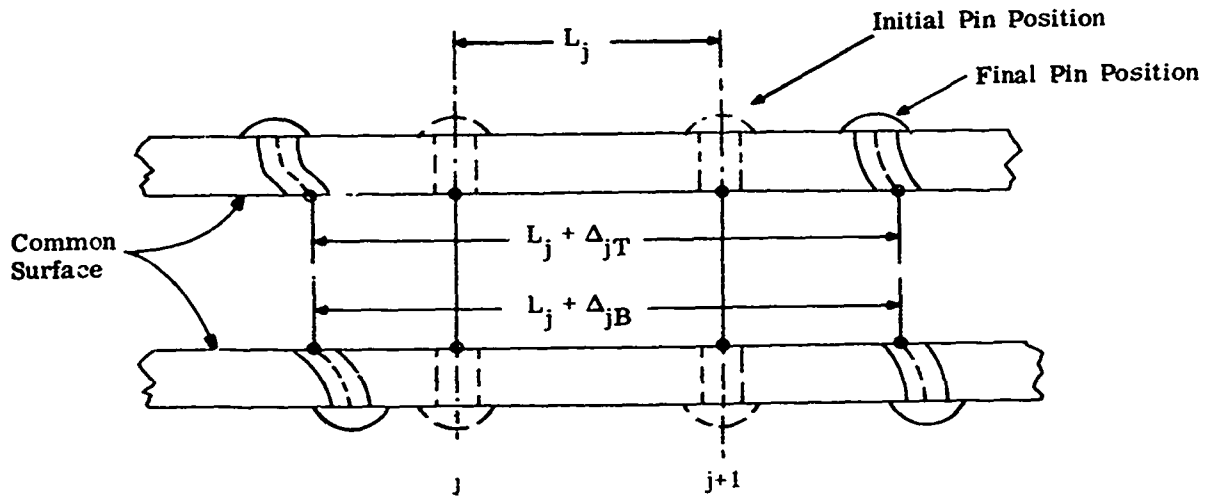 Initial Pin Position
L_j
Final Pin Position
L_j + Δ_jT
Common
Surface
L_j + Δ_jB
j
j+1